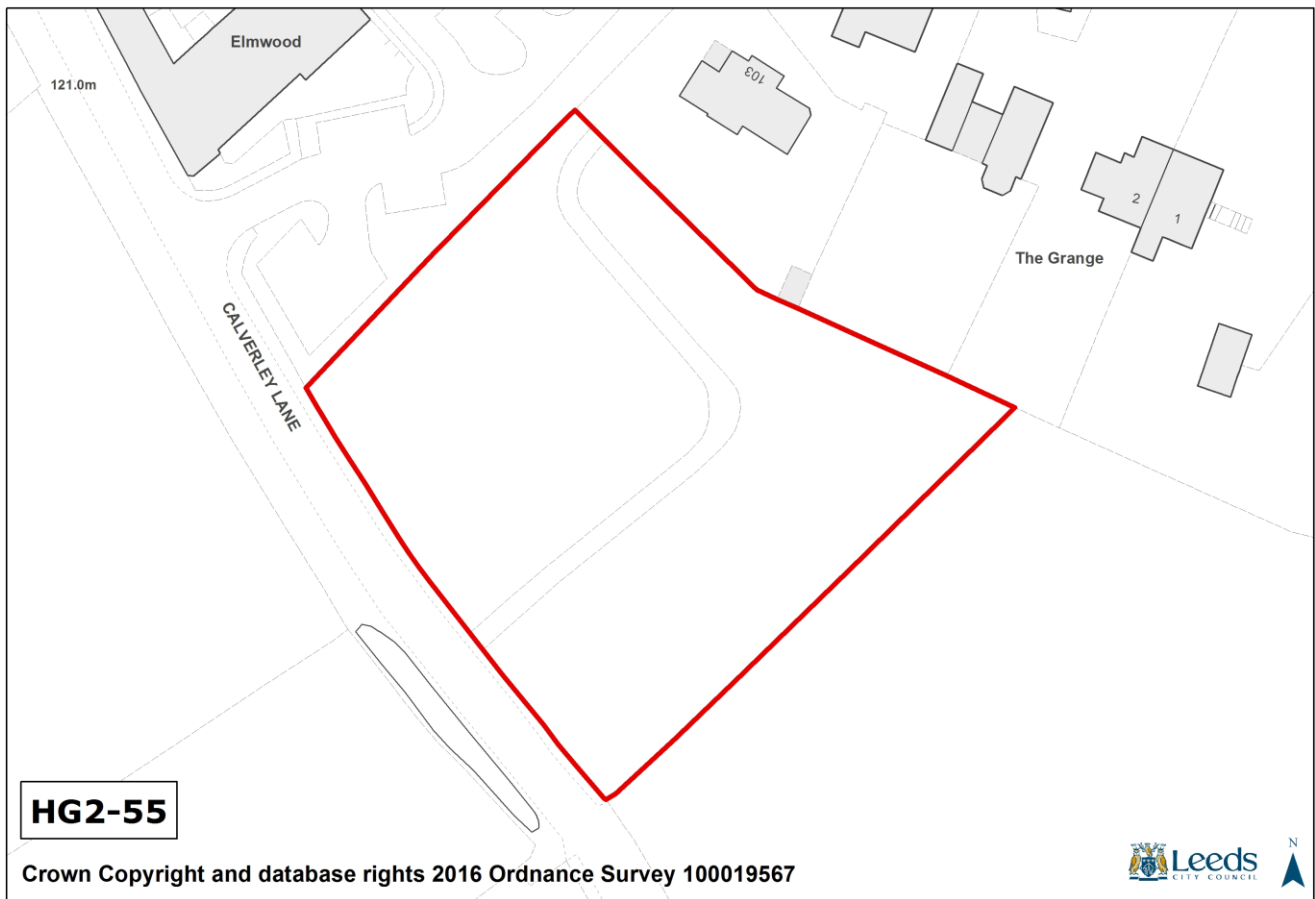 Elmwood
121.0m
103
2
1
The Grange
CALVERLEY LANE
HG2-55
Crown Copyright and database rights 2016 Ordnance Survey 100019567
Leeds
CITY COUNCIL
N